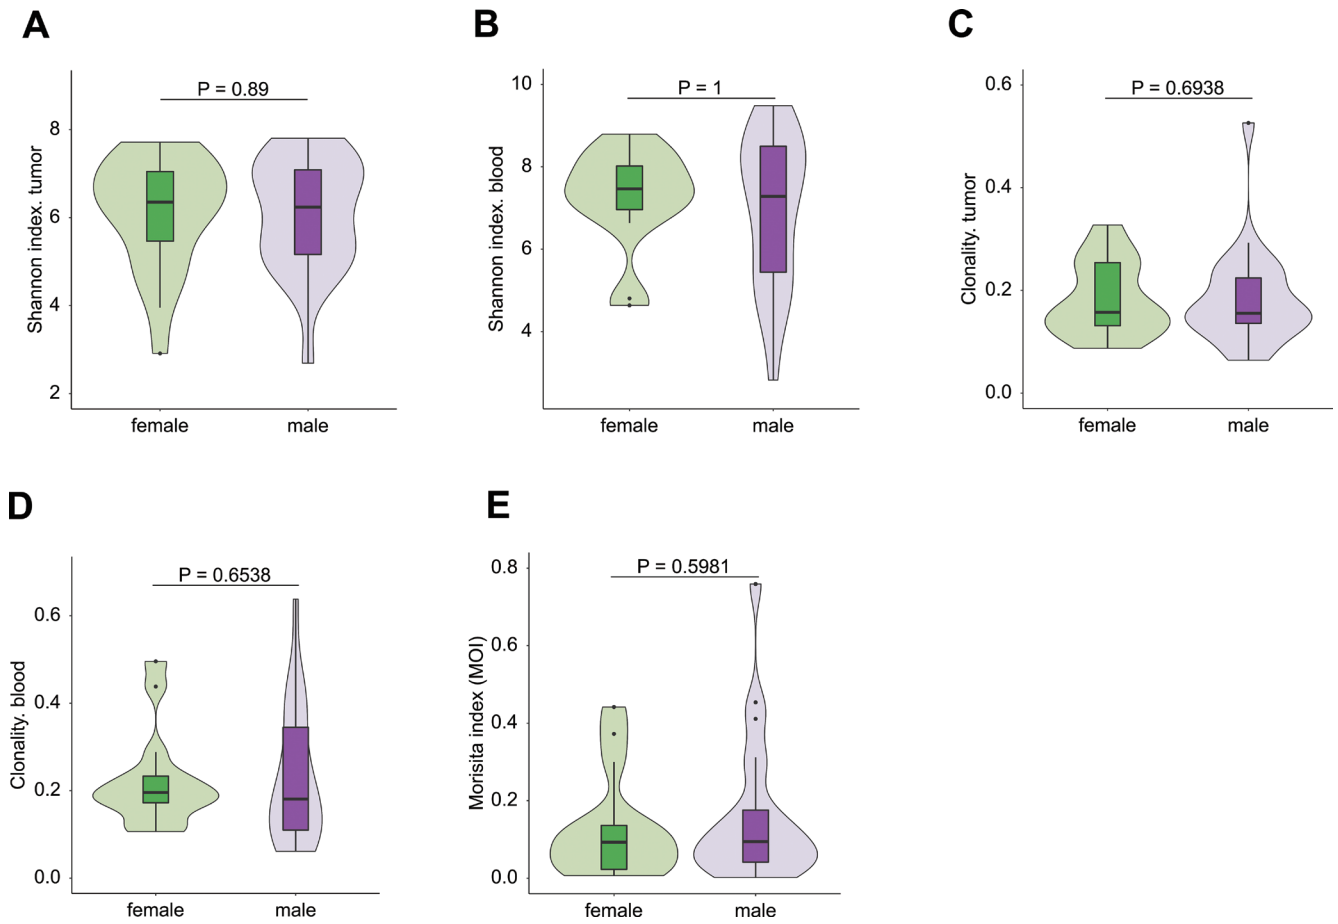 A
P = 0.89
Shannon index. tumor
8
6
4
2
female
male
B
P = 1
Shannon index. blood
10
8
6
4
female
male
C
P = 0.6938
Clonality. tumor
0.6
0.4
0.2
0.0
female
male
D
P = 0.6538
Clonality. blood
0.6
0.4
0.2
0.0
female
male
E
P = 0.5981
Morisita index (MOI)
0.8
0.6
0.4
0.2
0.0
female
male